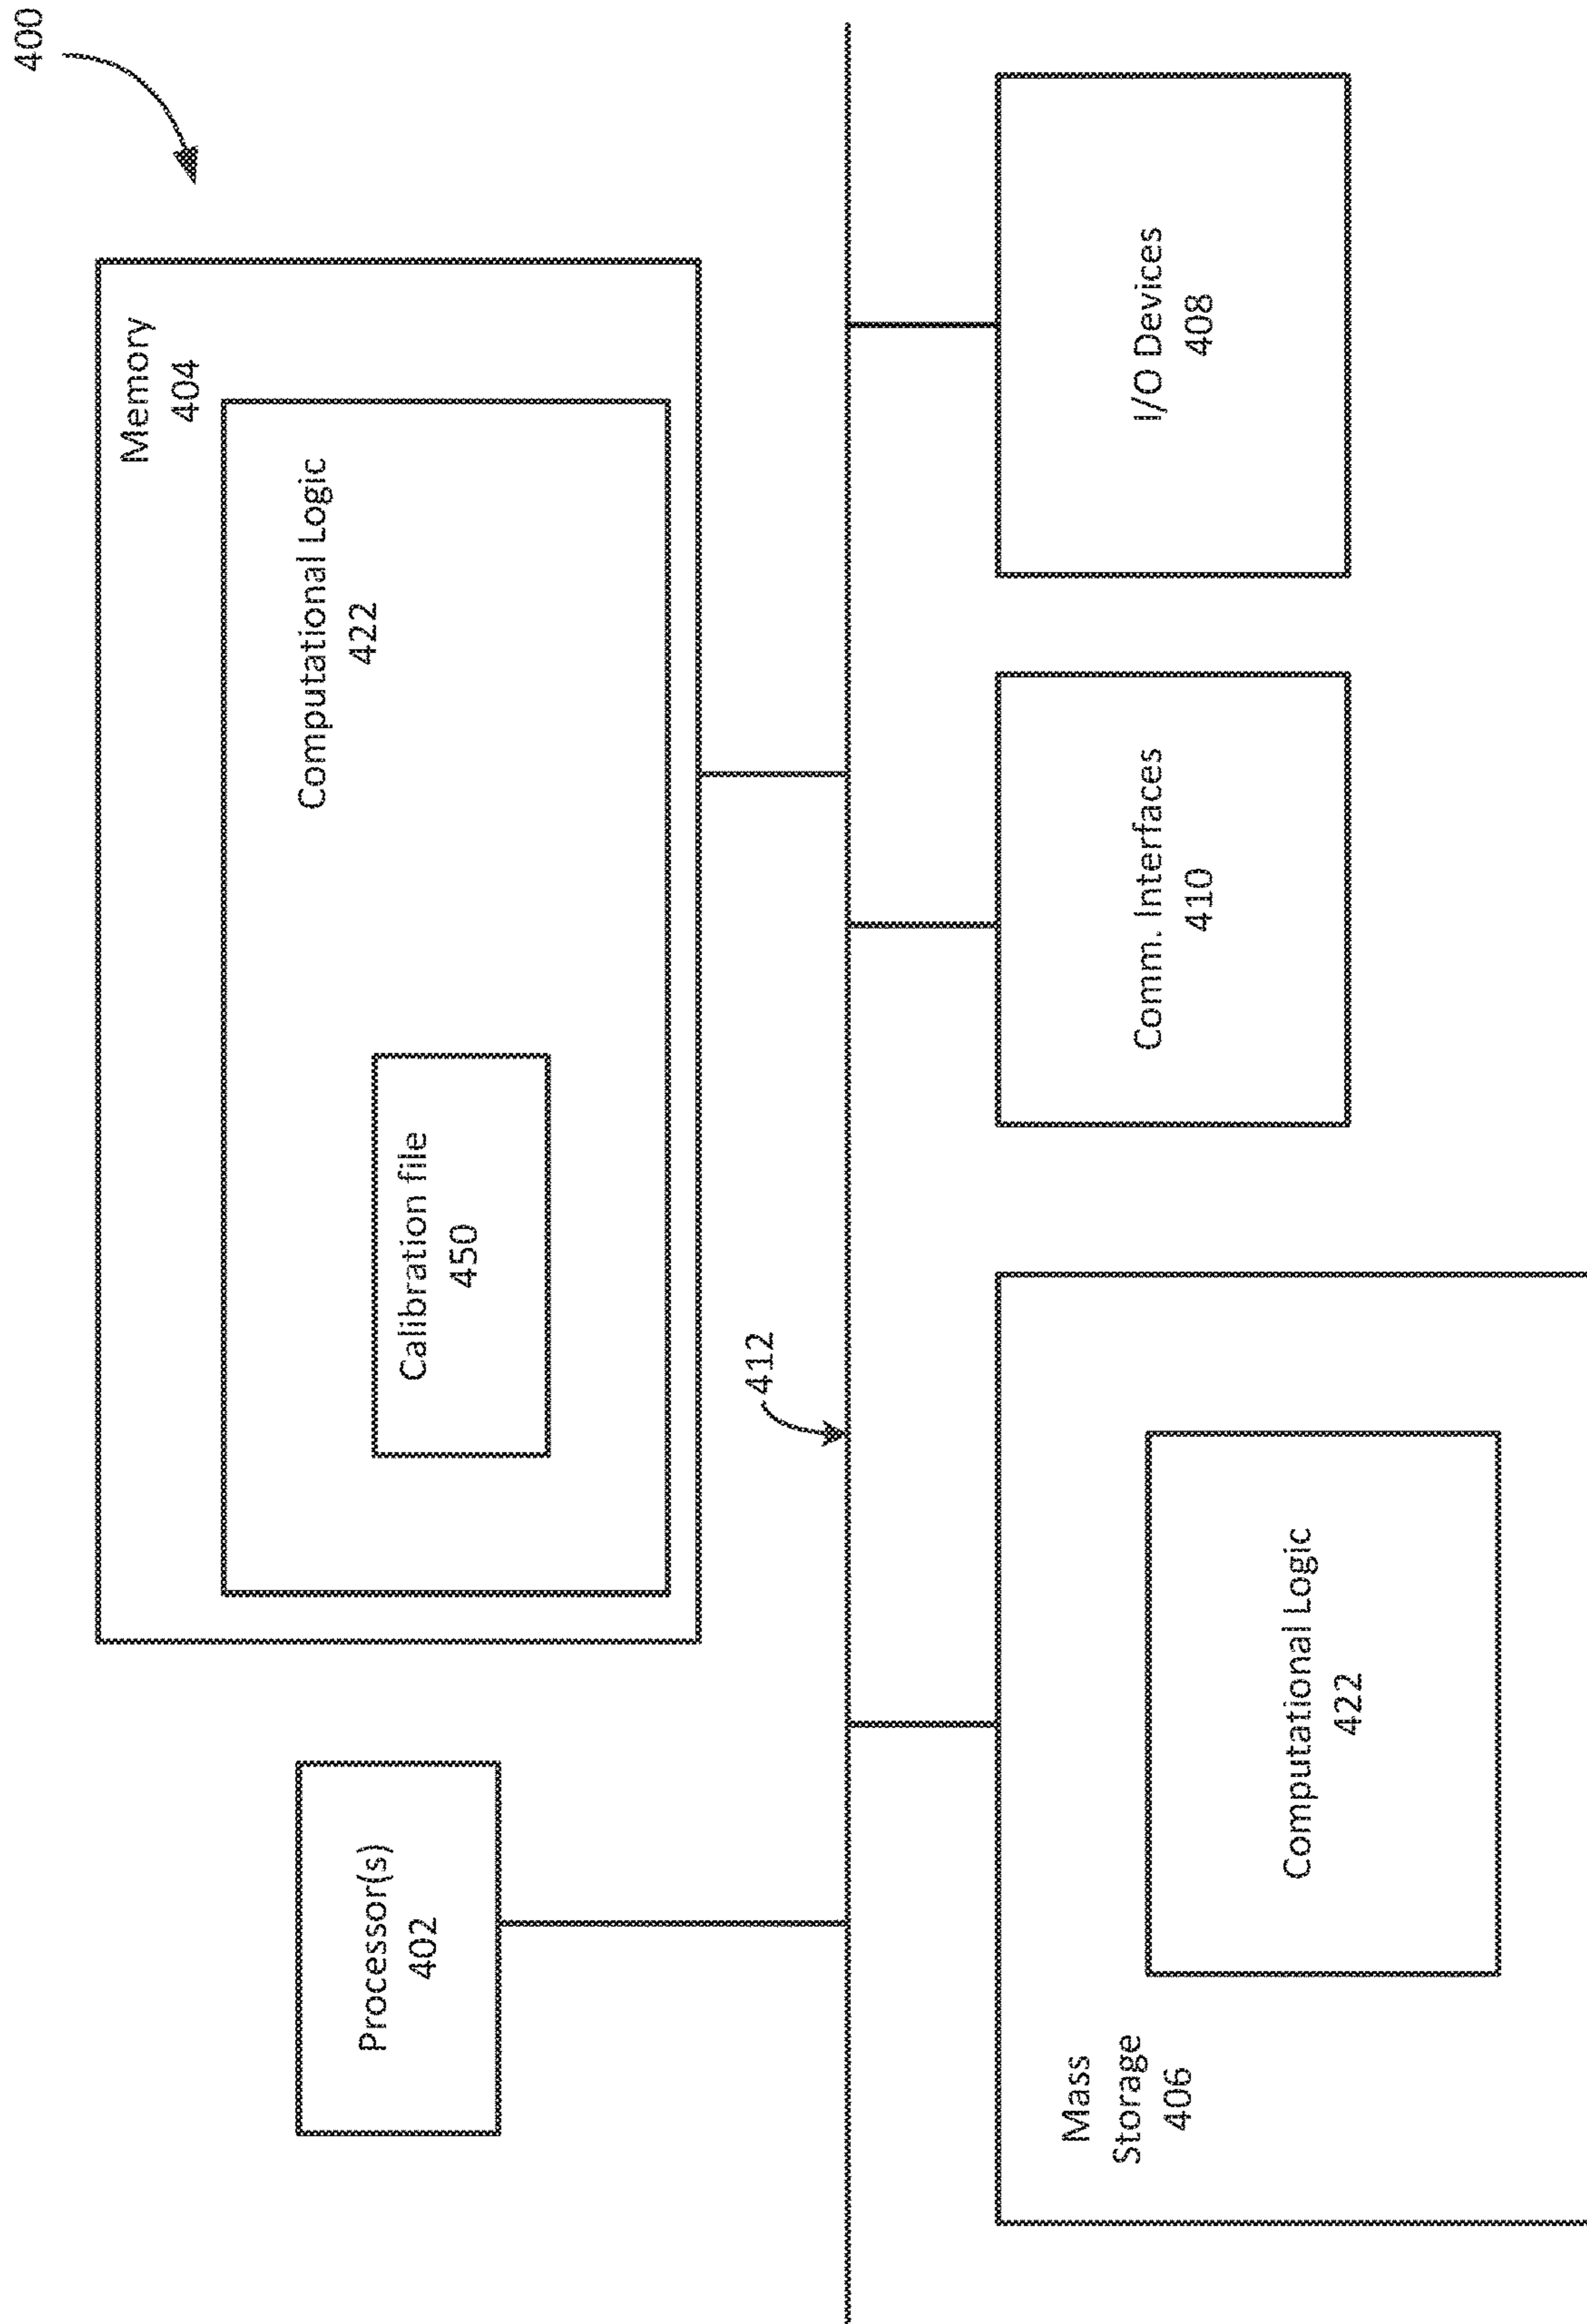 400
Memory
404
Computational Logic
422
Calibration file
450
Processor(s)
402
412
Mass
Storage
406
Computational Logic
422
Comm. Interfaces
410
I/O Devices
408